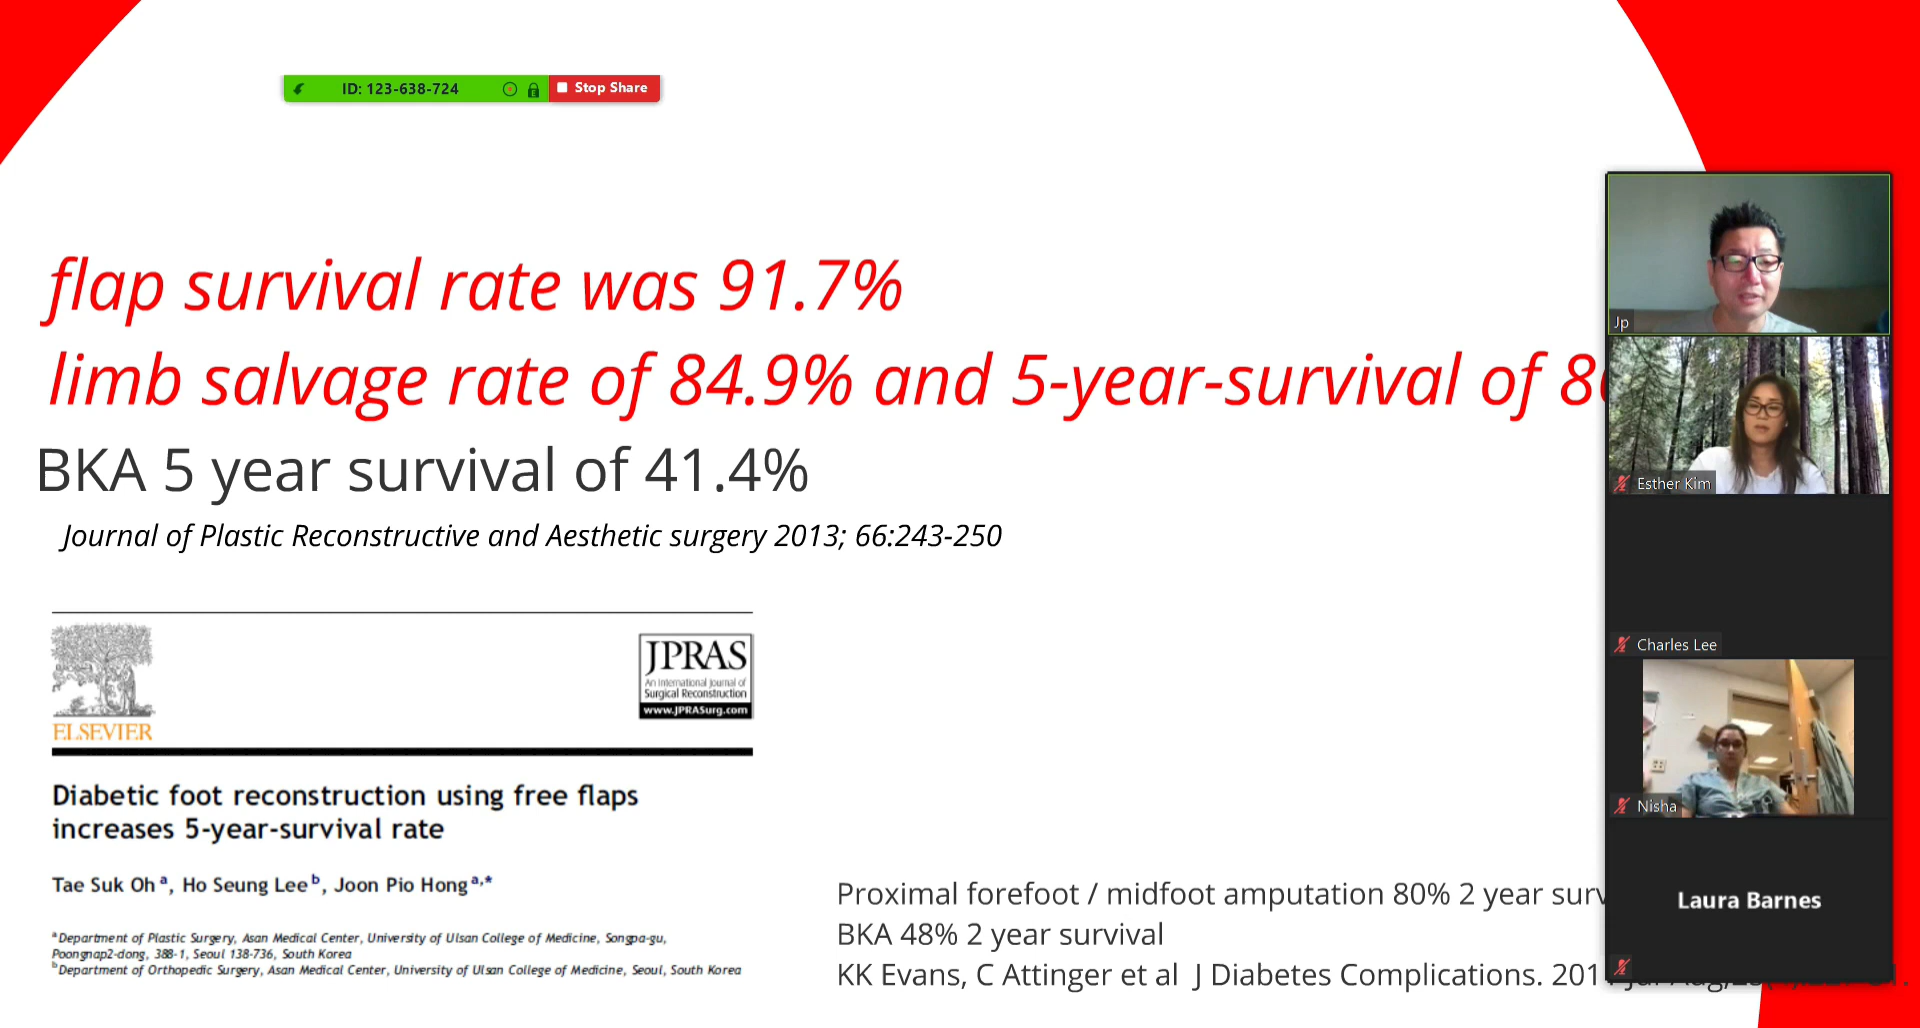 ID: 123-638-724 Stop Share
flap survival rate was 91.7%
limb salvage rate of 84.9% and 5-year-survival of
BKA 5 year survival of 41.4%
Journal of Plastic Reconstructive and Aesthetic surgery 2013; 66:243-250
ELSEVIER
JPRAS
An International Journal of
Surgical Reconstruction
www.JPRASurg.com
Diabetic foot reconstruction using free flaps
increases 5-year-survival rate
Tae Suk Oh a, Ho Seung Lee b, Joon Pio Hong a,*
a Department of Plastic Surgery, Asan Medical Center, University of Ulsan College of Medicine, Songpa-gu,
Poongnap2-dong, 388-1, Seoul 138-736, South Korea
b Department of Orthopedic Surgery, Asan Medical Center, University of Ulsan College of Medicine, Seoul, South Korea
Proximal forefoot / midfoot amputation 80% 2 year
BKA 48% 2 year survival
KK Evans, C Attinger et al J Diabetes Complications.
Jp
Esther Kim
Charles Lee
Nisha
Laura Barnes